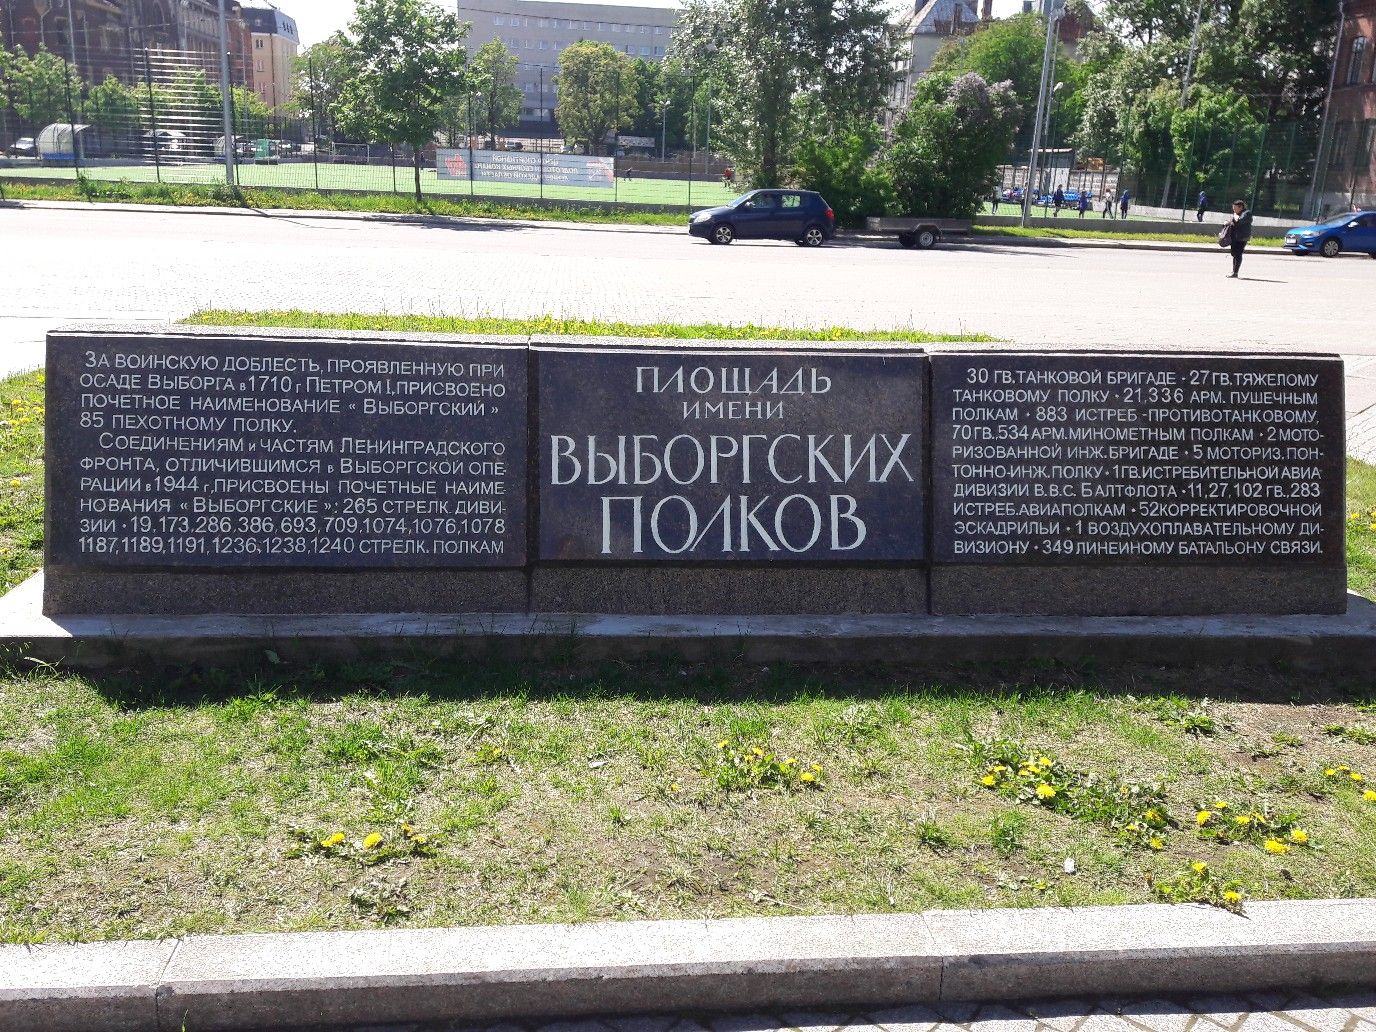 За воинскую доблесть, проявленную при
осаде Выборга в 1710 г Петром I, присвоено
почетное наименование « Выборгский »
85 пехотному полку.
Соединениям и частям Ленинградского
фронта, отличившимся в Выборгской опе-
рации в 1944 г, присвоены почетные наиме-
нования « Выборгские » : 265 стрелк. диви-
зии · 19,173,286,386,693,709,1074,1076,1078
1187,1189,1191,1236,1238,1240 стрелк. полкам
ПЛОЩАДЬ
ИМЕНИ
ВЫБОРГСКИХ
ПОЛКОВ
30 гв. танковой бригаде · 27 гв. тяжелому
танковому полку · 21,336 арм. пушечным
полкам · 883 истреб-противотанковому,
70 гв. 534 арм. минометным полкам · 2 мото-
ризованной инж. бригаде · 5 моториз. пон-
тонно-инж. полку · 1 гв. истребительной авиа
дивизии В.В.С. Балтфлота · 11, 27, 102 гв. 283
истреб. авиаполкам · 52 корректировочной
эскадрильи · 1 воздухоплавательному ди-
визиону · 349 линейному батальону связи.